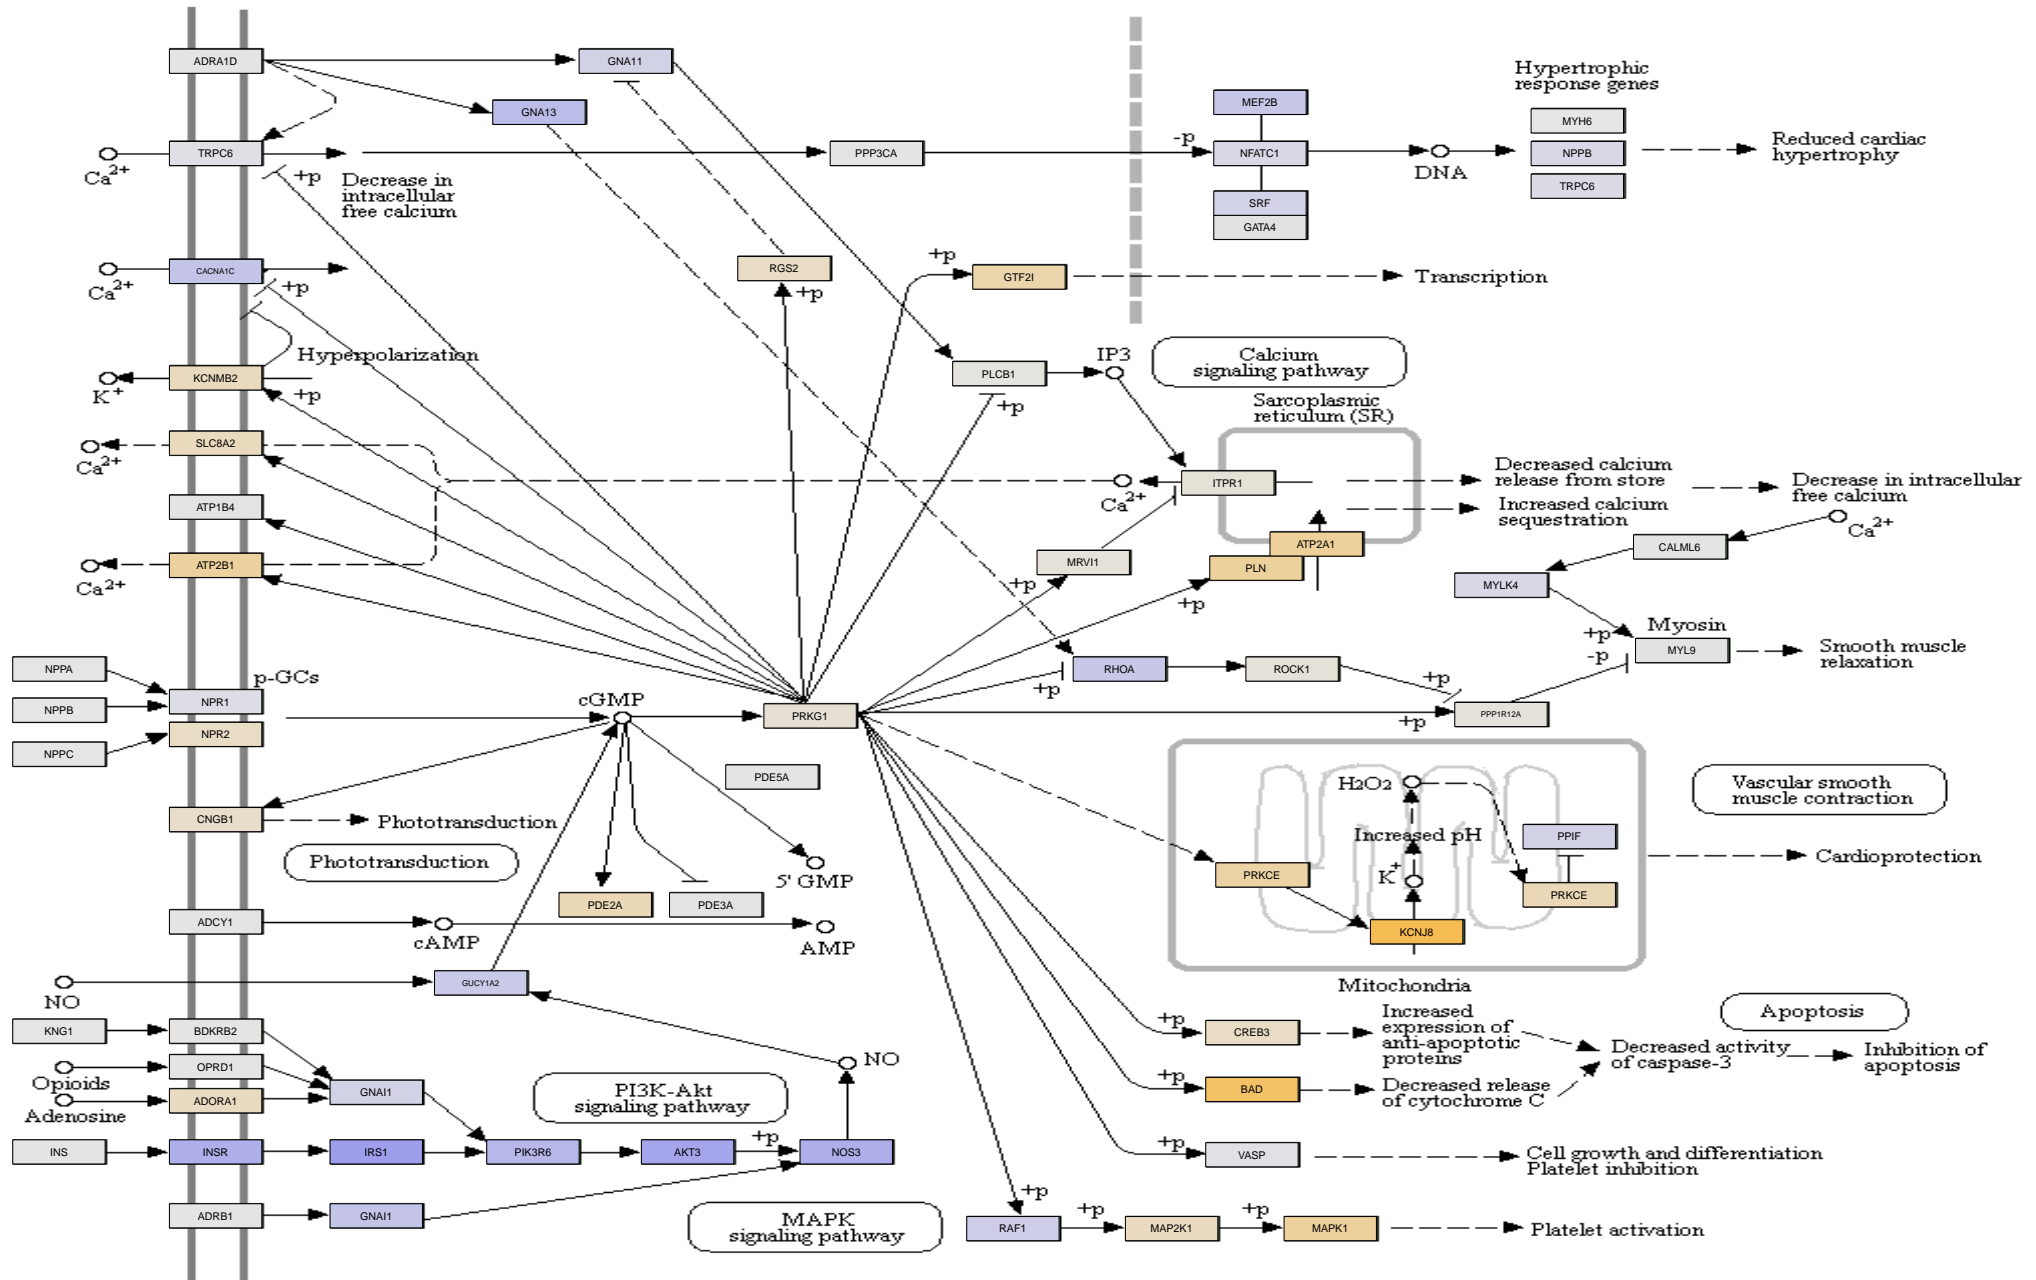 ADRA1D
GNA11
GNA13
Hypertrophic
response genes
MEF2B
MYH6
TRPC6
Ca2+
+p
Decrease in
intracellular
free calcium
PPP3CA
-p
NFATC1
DNA
NPPB
Reduced cardiac
hypertrophy
TRPC6
SRF
GATA4
CACNA1C
Ca2+
+p
RGS2
+p
+p
GTF2I
Transcription
Hyperpolarization
KCNMB2
K+
+p
PLCB1
+p
IP3
Calcium
signaling pathway
Sarcoplasmic
reticulum (SR)
SLC8A2
Ca2+
ATP1B4
ATP2B1
Ca2+
Ca2+
ITPR1
Decreased calcium
release from store
Increased calcium
sequestration
Decrease in intracellular
free calcium
Ca2+
CALML6
MRVI1
+p
ATP2A1
PLN
+p
MYLK4
+p
-p
Myosin
MYL9
Smooth muscle
relaxation
NPPA
NPPB
NPPC
p-GCs
NPR1
NPR2
cGMP
PRKG1
RHOA
+p
ROCK1
+p
PPP1R12A
+p
PDE5A
CNGB1
Phototransduction
Phototransduction
5' GMP
PDE2A
PDE3A
H2O2
Increased pH
K+
PPIF
PRKCE
PRKCE
KCNJ8
Mitochondria
Vascular smooth
muscle contraction
Cardioprotection
ADCY1
cAMP
AMP
NO
GUCY1A2
KNG1
BDKRB2
Opioids
OPRD1
Adenosine
ADORA1
GNAI1
NO
PI3K-Akt
signaling pathway
INS
INSR
IRS1
PIK3R6
AKT3
+p
NOS3
ADRB1
GNAI1
MAPK
signaling pathway
+p
CREB3
Increased
expression of
anti-apoptotic
proteins
Apoptosis
Decreased activity
of caspase-3
Inhibition of
apoptosis
+p
BAD
Decreased release
of cytochrome C
+p
VASP
Cell growth and differentiation
Platelet inhibition
+p
RAF1
+p
MAP2K1
+p
MAPK1
Platelet activation